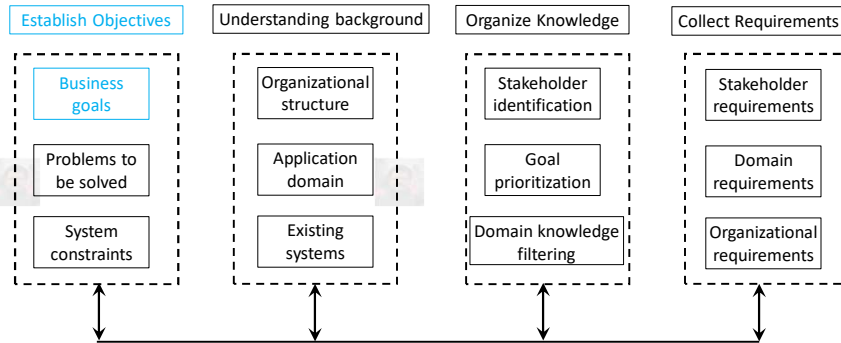 Establish Objectives
Understanding background
Organize Knowledge
Collect Requirements
Business
goals
Problems to
be solved
System
constraints
Organizational
structure
Application
domain
Existing
systems
Stakeholder
identification
Goal
prioritization
Domain knowledge
filtering
Stakeholder
requirements
Domain
requirements
Organizational
requirements